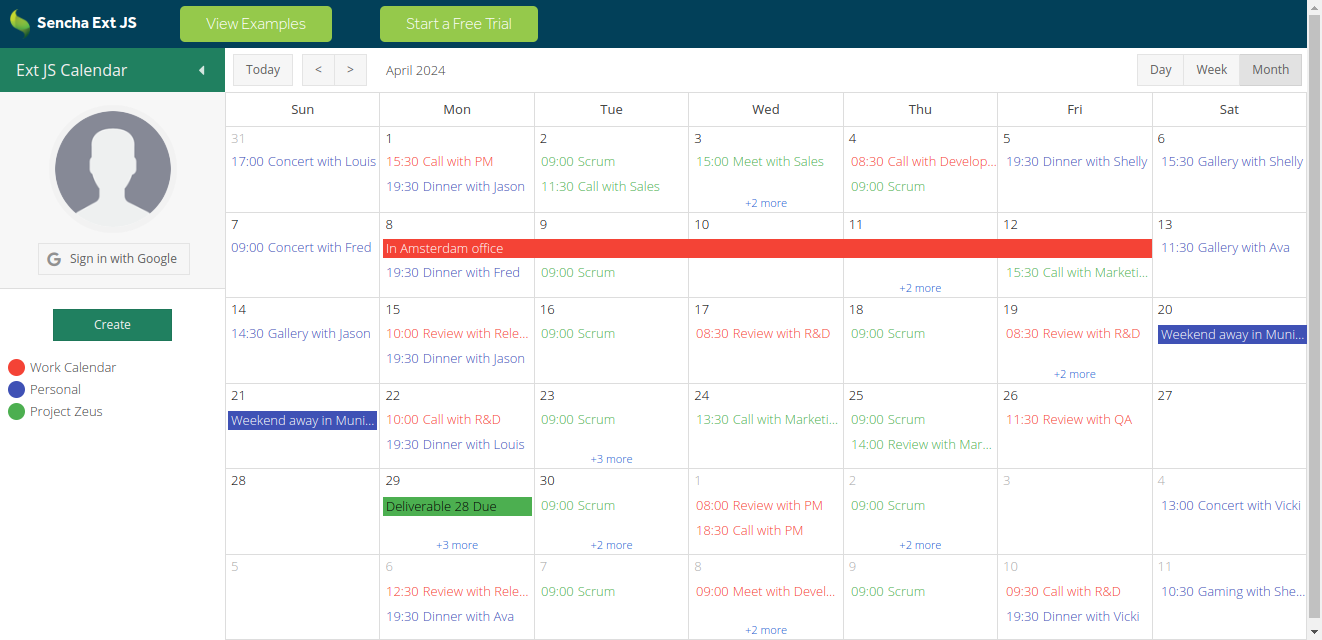 Sencha Ext JS
View Examples
Start a Free Trial
Ext JS Calendar
Sign in with Google
Create
Work Calendar
Personal
Project Zeus
Today
<
>
April 2024
Day
Week
Month
Sun Mon Tue Wed Thu Fri Sat
31 1 2 3 4 5 6
17:00 Concert with Louis 15:30 Call with PM 09:00 Scrum 15:00 Meet with Sales 08:30 Call with Develop... 19:30 Dinner with Shelly 15:30 Gallery with Shelly
19:30 Dinner with Jason 11:30 Call with Sales 09:00 Scrum
+2 more
7 8 9 10 11 12 13
09:00 Concert with Fred In Amsterdam office 11:30 Gallery with Ava
19:30 Dinner with Fred 09:00 Scrum 15:30 Call with Marketi...
+2 more
14 15 16 17 18 19 20
14:30 Gallery with Jason 10:00 Review with Rele... 09:00 Scrum 08:30 Review with R&D 09:00 Scrum 08:30 Review with R&D Weekend away in Muni...
19:30 Dinner with Jason
+2 more
21 22 23 24 25 26 27
Weekend away in Muni... 10:00 Call with R&D 09:00 Scrum 13:30 Call with Marketi... 09:00 Scrum 11:30 Review with QA
19:30 Dinner with Louis 14:00 Review with Mar...
+3 more
28 29 30 1 2 3 4
Deliverable 28 Due 09:00 Scrum 08:00 Review with PM 09:00 Scrum 13:00 Concert with Vicki
18:30 Call with PM
+3 more +2 more +2 more
5 6 7 8 9 10 11
12:30 Review with Rele... 09:00 Scrum 09:00 Meet with Devel... 09:00 Scrum 09:30 Call with R&D 10:30 Gaming with She...
19:30 Dinner with Ava 19:30 Dinner with Vicki
+2 more